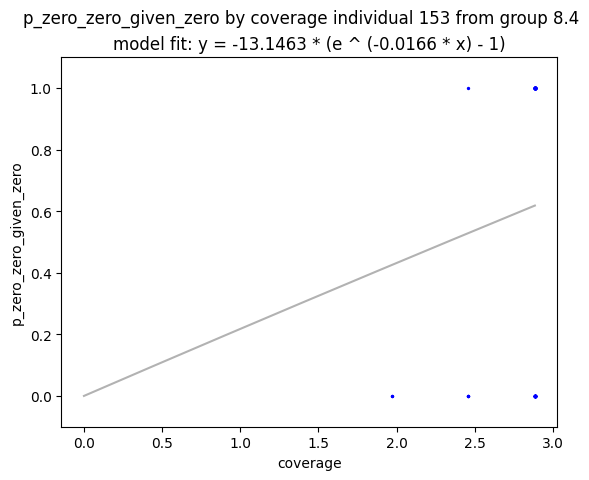 p_zero_zero_given_zero by coverage individual 153 from group 8.4
model fit: y = -13.1463 * (e ^ (-0.0166 * x) - 1)
1.0
0.8
0.6
0.4
0.2
0.0
p_zero_zero_given_zero
0.0 0.5 1.0 1.5 2.0 2.5 3.0
coverage